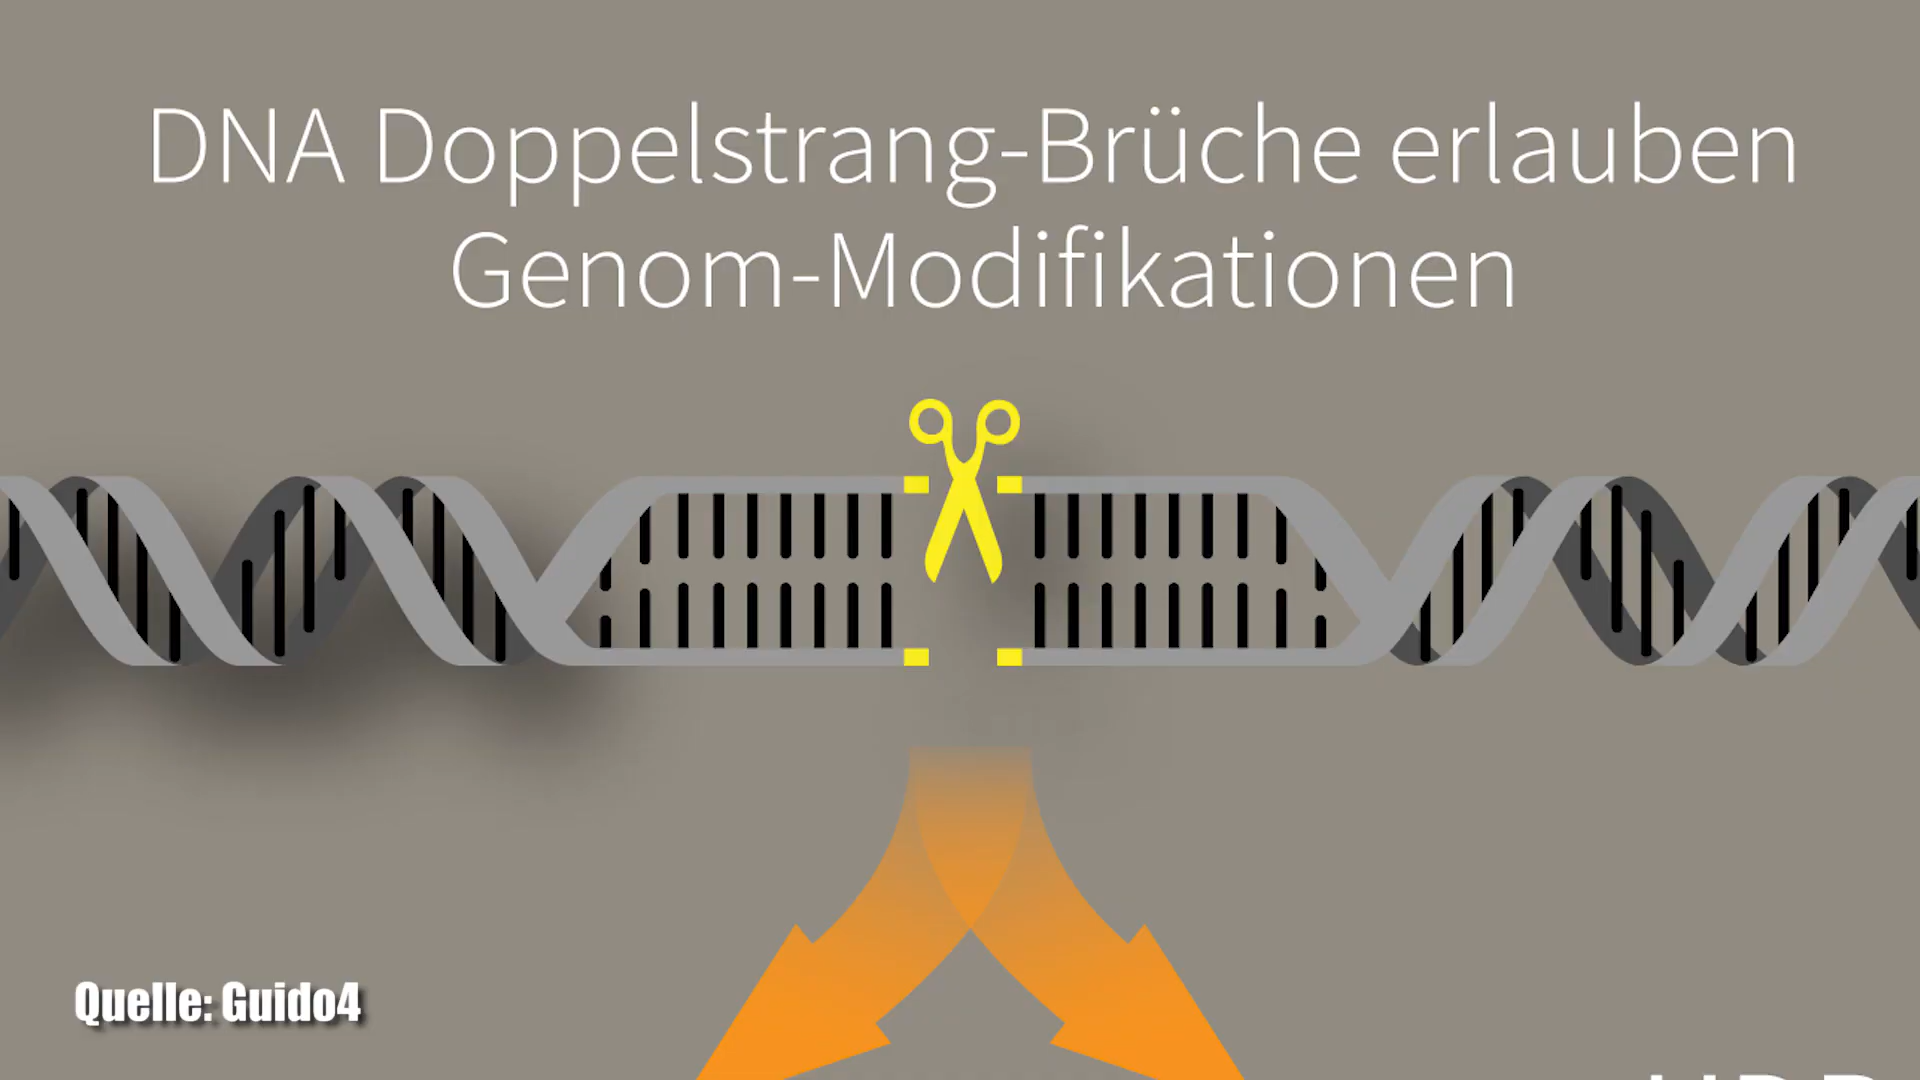 DNA Doppelstrang-Brüche erlauben
Genom-Modifikationen
Quelle: Guido4